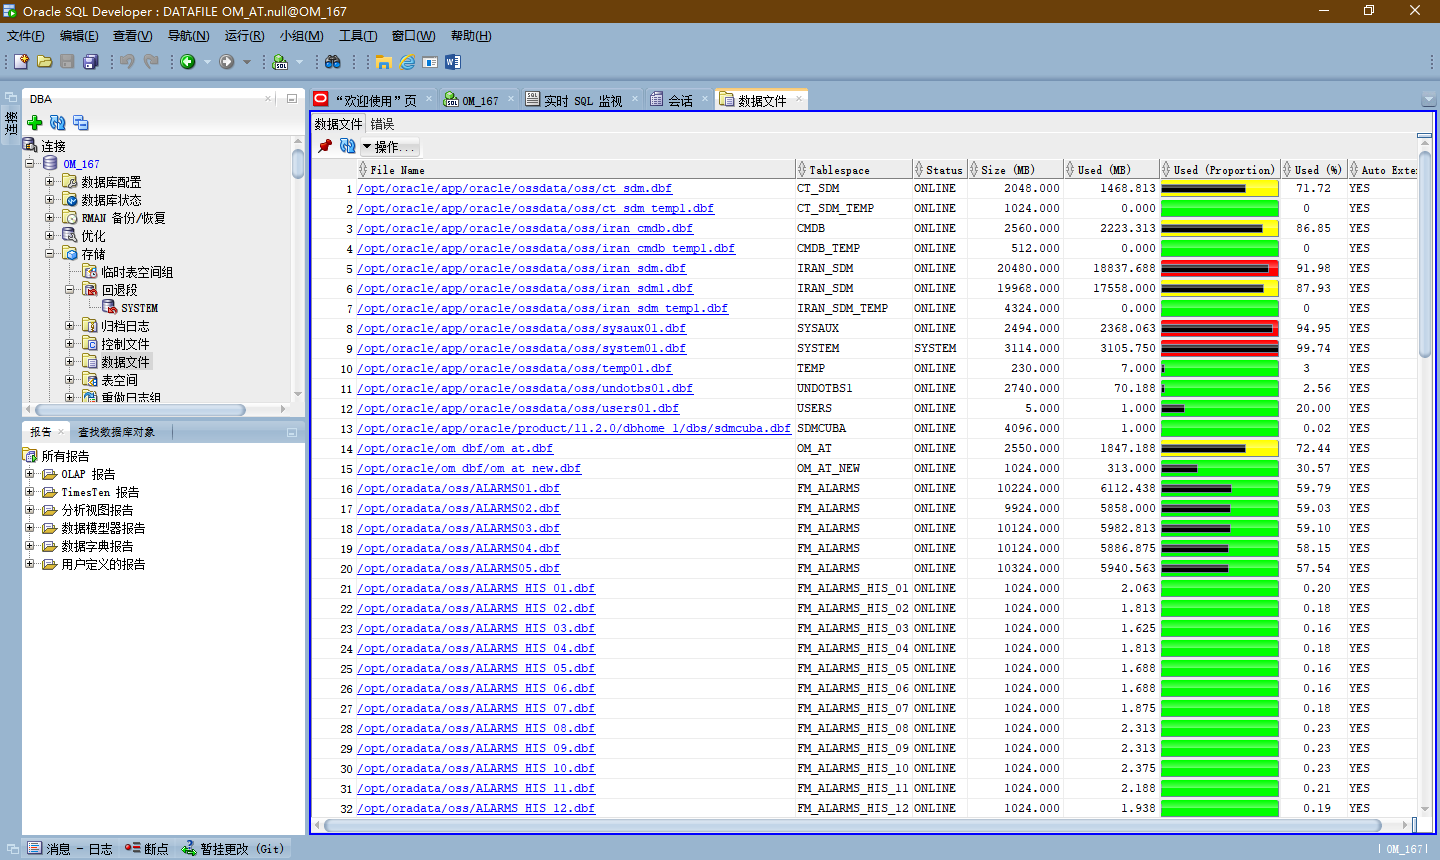 Oracle SQL Developer : DATAFILE OM_AT.null@OM_167
文件(F) 编辑(E) 查看(V) 导航(N) 运行(R) 小组(M) 工具(T) 窗口(W) 帮助(H)
连接
DBA
连接
OM_167
数据库配置
数据库状态
RMAN 备份/恢复
优化
存储
临时表空间组
回退段
SYSTEM
归档日志
控制文件
数据文件
表空间
重做日志组
报告 查找数据库对象
所有报告
OLAP 报告
TimesTen 报告
分析视图报告
数据模型器报告
数据字典报告
用户定义的报告
“欢迎使用”页 OM_167 实时 SQL 监视 会话 数据文件
数据文件 错误
操作...
File Name Tablespace Status Size (MB) Used (MB) Used (Proportion) Used (%) Auto Exte
1 /opt/oracle/app/oracle/ossdata/oss/ct_sdm.dbf CT_SDM ONLINE 2048.000 1468.813 71.72 YES
2 /opt/oracle/app/oracle/ossdata/oss/ct_sdm_temp1.dbf CT_SDM_TEMP ONLINE 1024.000 0.000 0 YES
3 /opt/oracle/app/oracle/ossdata/oss/iran_cmdb.dbf CMDB ONLINE 2560.000 2223.313 86.85 YES
4 /opt/oracle/app/oracle/ossdata/oss/iran_cmdb_temp1.dbf CMDB_TEMP ONLINE 512.000 0.000 0 YES
5 /opt/oracle/app/oracle/ossdata/oss/iran_sdm.dbf IRAN_SDM ONLINE 20480.000 18837.688 91.98 YES
6 /opt/oracle/app/oracle/ossdata/oss/iran_sdm1.dbf IRAN_SDM ONLINE 19968.000 17558.000 87.93 YES
7 /opt/oracle/app/oracle/ossdata/oss/iran_sdm_temp1.dbf IRAN_SDM_TEMP ONLINE 4324.000 0.000 0 YES
8 /opt/oracle/app/oracle/ossdata/oss/sysaux01.dbf SYSAUX ONLINE 2494.000 2368.063 94.95 YES
9 /opt/oracle/app/oracle/ossdata/oss/system01.dbf SYSTEM SYSTEM 3114.000 3105.750 99.74 YES
10 /opt/oracle/app/oracle/ossdata/oss/temp01.dbf TEMP ONLINE 230.000 7.000 3 YES
11 /opt/oracle/app/oracle/ossdata/oss/undotbs01.dbf UNDOTBS1 ONLINE 2740.000 70.188 2.56 YES
12 /opt/oracle/app/oracle/ossdata/oss/users01.dbf USERS ONLINE 5.000 1.000 20.00 YES
13 /opt/oracle/app/oracle/product/11.2.0/dbhome_1/dbs/sdmcuba.dbf SDMCUBA ONLINE 4096.000 1.000 0.02 YES
14 /opt/oracle/om_dbf/om_at.dbf OM_AT ONLINE 2550.000 1847.188 72.44 YES
15 /opt/oracle/om_dbf/om_at_new.dbf OM_AT_NEW ONLINE 1024.000 313.000 30.57 YES
16 /opt/oradata/oss/ALARMS01.dbf FM_ALARMS ONLINE 10224.000 6112.438 59.79 YES
17 /opt/oradata/oss/ALARMS02.dbf FM_ALARMS ONLINE 9924.000 5858.000 59.03 YES
18 /opt/oradata/oss/ALARMS03.dbf FM_ALARMS ONLINE 10124.000 5982.813 59.10 YES
19 /opt/oradata/oss/ALARMS04.dbf FM_ALARMS ONLINE 10124.000 5886.875 58.15 YES
20 /opt/oradata/oss/ALARMS05.dbf FM_ALARMS ONLINE 10324.000 5940.563 57.54 YES
21 /opt/oradata/oss/ALARMS_HIS_01.dbf FM_ALARMS_HIS_01 ONLINE 1024.000 2.063 0.20 YES
22 /opt/oradata/oss/ALARMS_HIS_02.dbf FM_ALARMS_HIS_02 ONLINE 1024.000 1.813 0.18 YES
23 /opt/oradata/oss/ALARMS_HIS_03.dbf FM_ALARMS_HIS_03 ONLINE 1024.000 1.625 0.16 YES
24 /opt/oradata/oss/ALARMS_HIS_04.dbf FM_ALARMS_HIS_04 ONLINE 1024.000 1.813 0.18 YES
25 /opt/oradata/oss/ALARMS_HIS_05.dbf FM_ALARMS_HIS_05 ONLINE 1024.000 1.688 0.16 YES
26 /opt/oradata/oss/ALARMS_HIS_06.dbf FM_ALARMS_HIS_06 ONLINE 1024.000 1.688 0.16 YES
27 /opt/oradata/oss/ALARMS_HIS_07.dbf FM_ALARMS_HIS_07 ONLINE 1024.000 1.875 0.18 YES
28 /opt/oradata/oss/ALARMS_HIS_08.dbf FM_ALARMS_HIS_08 ONLINE 1024.000 2.313 0.23 YES
29 /opt/oradata/oss/ALARMS_HIS_09.dbf FM_ALARMS_HIS_09 ONLINE 1024.000 2.313 0.23 YES
30 /opt/oradata/oss/ALARMS_HIS_10.dbf FM_ALARMS_HIS_10 ONLINE 1024.000 2.375 0.23 YES
31 /opt/oradata/oss/ALARMS_HIS_11.dbf FM_ALARMS_HIS_11 ONLINE 1024.000 2.188 0.21 YES
32 /opt/oradata/oss/ALARMS_HIS_12.dbf FM_ALARMS_HIS_12 ONLINE 1024.000 1.938 0.19 YES
消息 - 日志 断点 暂挂更改 (Git) OM_167